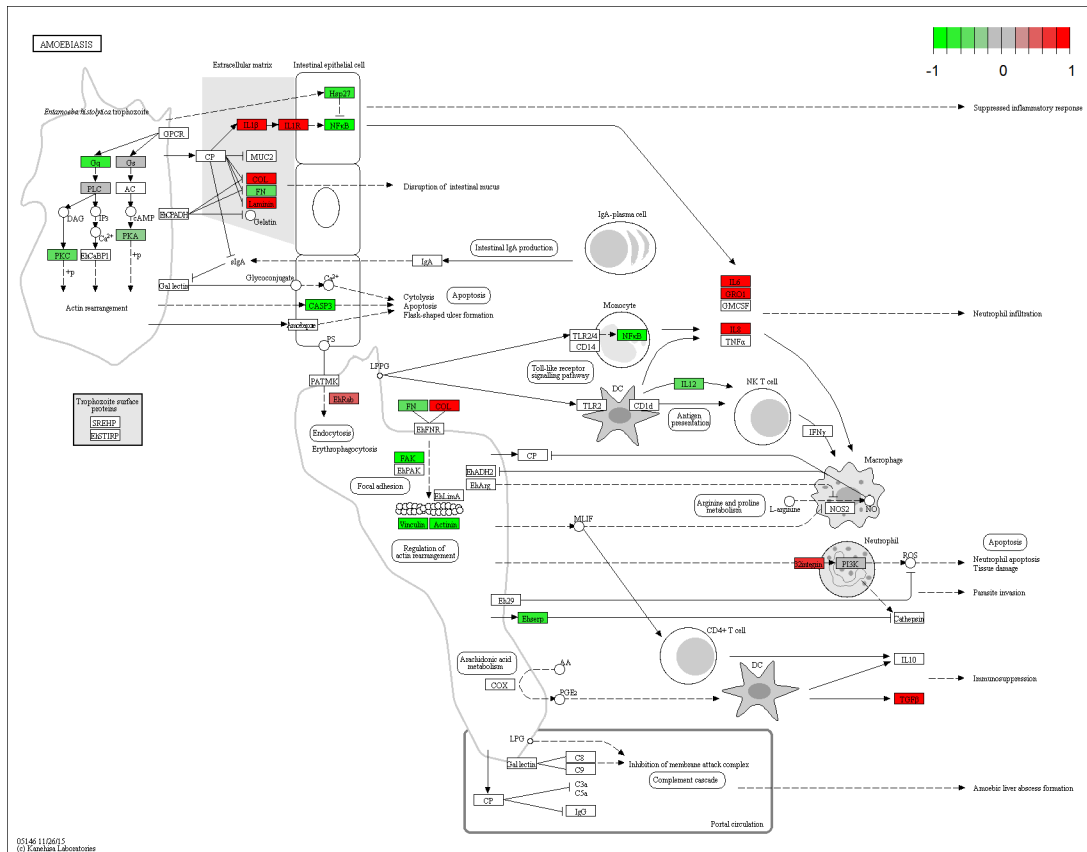 AMOEBIASIS
-1 0 1
Extracellular matrix
Intestinal epithelial cell
Entamoeba histolytica trophozoite
Hsp27
Suppressed inflammatory response
GPCR
IL1β
IL1R
NFκB
Gq
Gs
CP
MUC2
PLC
AC
COL
FN
Laminin
Disruption of intestinal mucus
DAG
IP3
cAMP
EhCPADH
Gelatin
IgA-plasma cell
Ca2+
PKA
PKC
EhCaBP1
+p
+p
sIgA
IgA
Intestinal IgA production
Actin rearrangement
Gal lectin
Glycoconjugate
Ca2+
Cytolysis
Apoptosis
Flask-shaped ulcer formation
Apoptosis
CASP3
Amoebapore
IL6
GRO1
GMCSF
Neutrophil infiltration
Monocyte
TLR2/4
CD14
NFκB
TNFα
PS
LPPG
Toll-like receptor
signalling pathway
PATMK
EhRab
DC
TLR2
CD1d
IL12
NK T cell
Antigen
presentation
IFNγ
Trophozoite surface
proteins
SREHP
EhSTIRP
Endocytosis
Erythrophagocytosis
FN
COL
EhFNR
FAK
EhPAK
Focal adhesion
CP
EhADH2
EhArg
EhLimA
Macrophage
Arginine and proline
metabolism
L-arginine
NOS2
NO
Vinculin
Actinin
Regulation of
actin rearrangement
MLIF
Neutrophil
PI3K
ROS
Apoptosis
Neutrophil apoptosis
Tissue damage
Parasite invasion
Eh29
Ehserp
Cathepsin
CD4+ T cell
IL10
Immunosuppression
Arachidonic acid
metabolism
AA
COX
PGE2
DC
TGFβ
LPG
Gal lectin
C8
C9
Inhibition of membrane attack complex
Complement cascade
CP
C3a
C5a
IgG
Amoebic liver abscess formation
Portal circulation
05146 11/26/15
(c) Kanehisa Laboratories